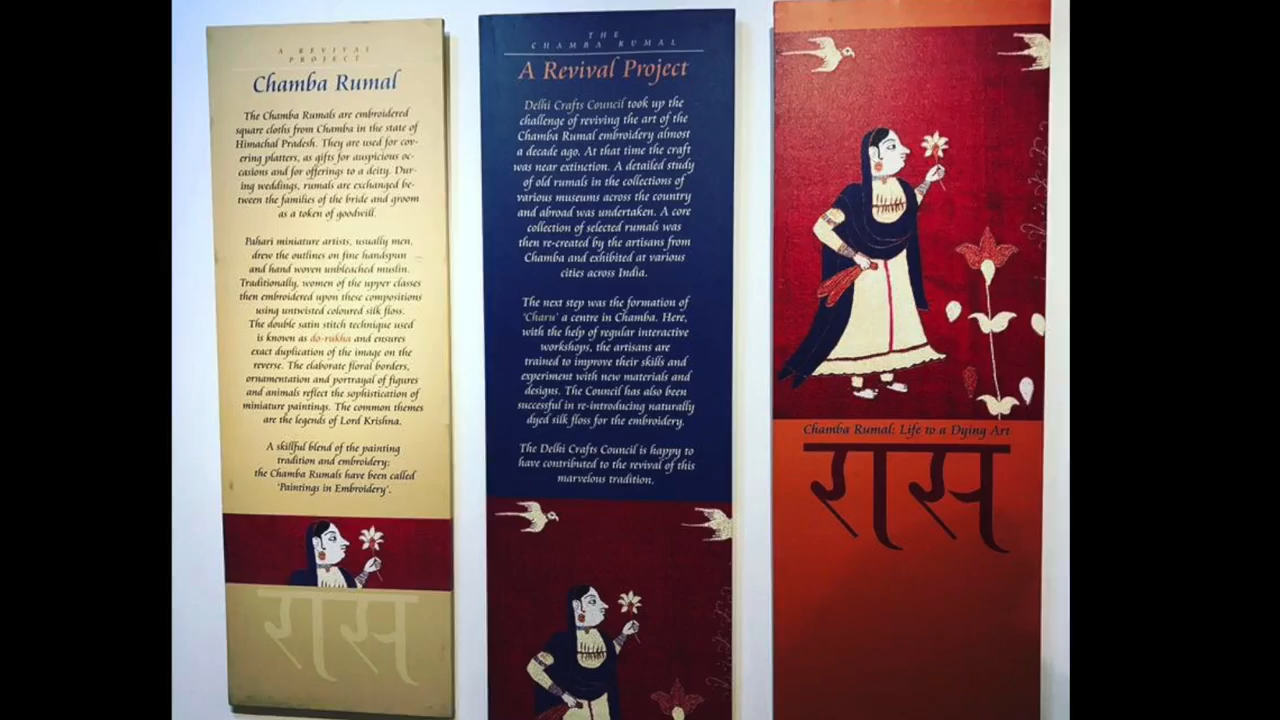 A REVIVAL
PROJECT
Chamba Rumal
The Chamba Rumals are embroidered
square cloths from Chamba in the state of
Himachal Pradesh. They are used for cov-
ering platters, as gifts for auspicious oc-
casions and for offerings to a deity. Dur-
ing weddings, rumals are exchanged be-
tween the families of the bride and groom
as a token of goodwill.
Pahari miniature artists, usually men,
drew the outlines on fine handspun
and hand woven unbleached muslin.
Traditionally, women of the upper classes
then embroidered upon these compositions
using untwisted coloured silk floss.
The double satin stitch technique used
is known as do-rukha and ensures
exact duplication of the image on the
reverse. The elaborate floral borders,
ornamentation and portrayal of figures
and animals reflect the sophistication of
miniature paintings. The common themes
are the legends of Lord Krishna.
A skillful blend of the painting
tradition and embroidery;
the Chamba Rumals have been called
'Paintings in Embroidery'.
रास
THE
CHAMBA RUMAL
A Revival Project
Delhi Crafts Council took up the
challenge of reviving the art of the
Chamba Rumal embroidery almost
a decade ago. At that time the craft
was near extinction. A detailed study
of old rumals in the collections of
various museums across the country
and abroad was undertaken. A core
collection of selected rumals was
then re-created by the artisans from
Chamba and exhibited at various
cities across India.
The next step was the formation of
'Charu' a centre in Chamba. Here,
with the help of regular interactive
workshops, the artisans are
trained to improve their skills and
experiment with new materials and
designs. The Council has also been
successful in re-introducing naturally
dyed silk floss for the embroidery.
The Delhi Crafts Council is happy to
have contributed to the revival of this
marvelous tradition.
Chamba Rumal: Life to a Dying Art
रास